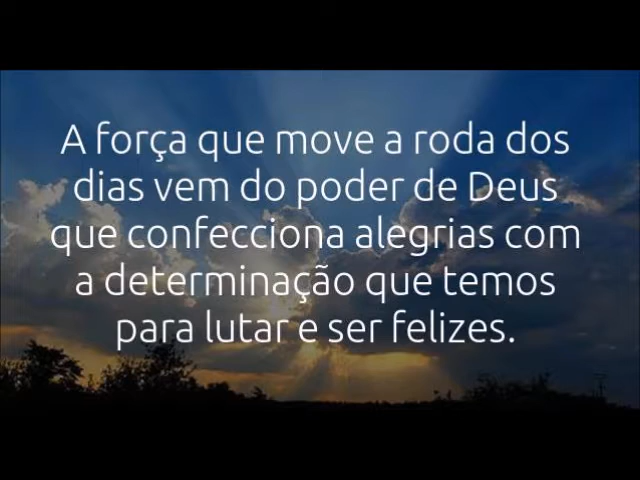 A força que move a roda dos
dias vem do poder de Deus
que confecciona alegrias com
a determinação que temos
para lutar e ser felizes.